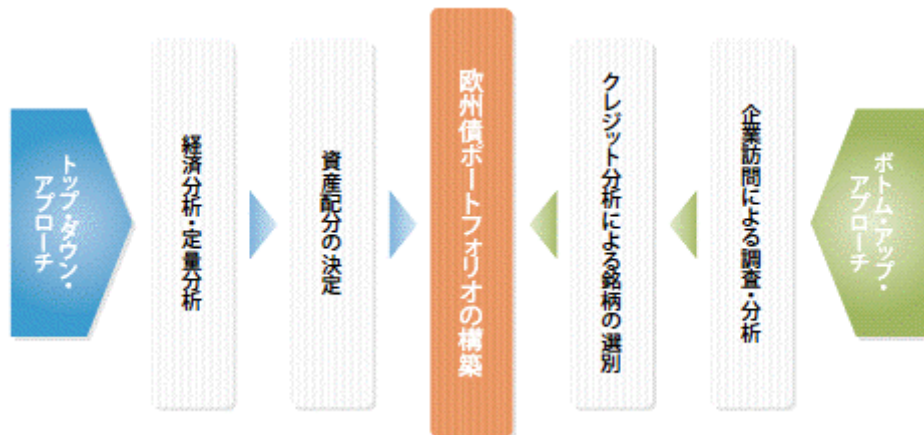 トップ・ダウン・
アプローチ
経済分析・定量分析
資産配分の決定
欧州債ポートフォリオの構築
クレジット分析による銘柄の選別
企業訪問による調査・分析
ボトム・アップ・
アプローチ